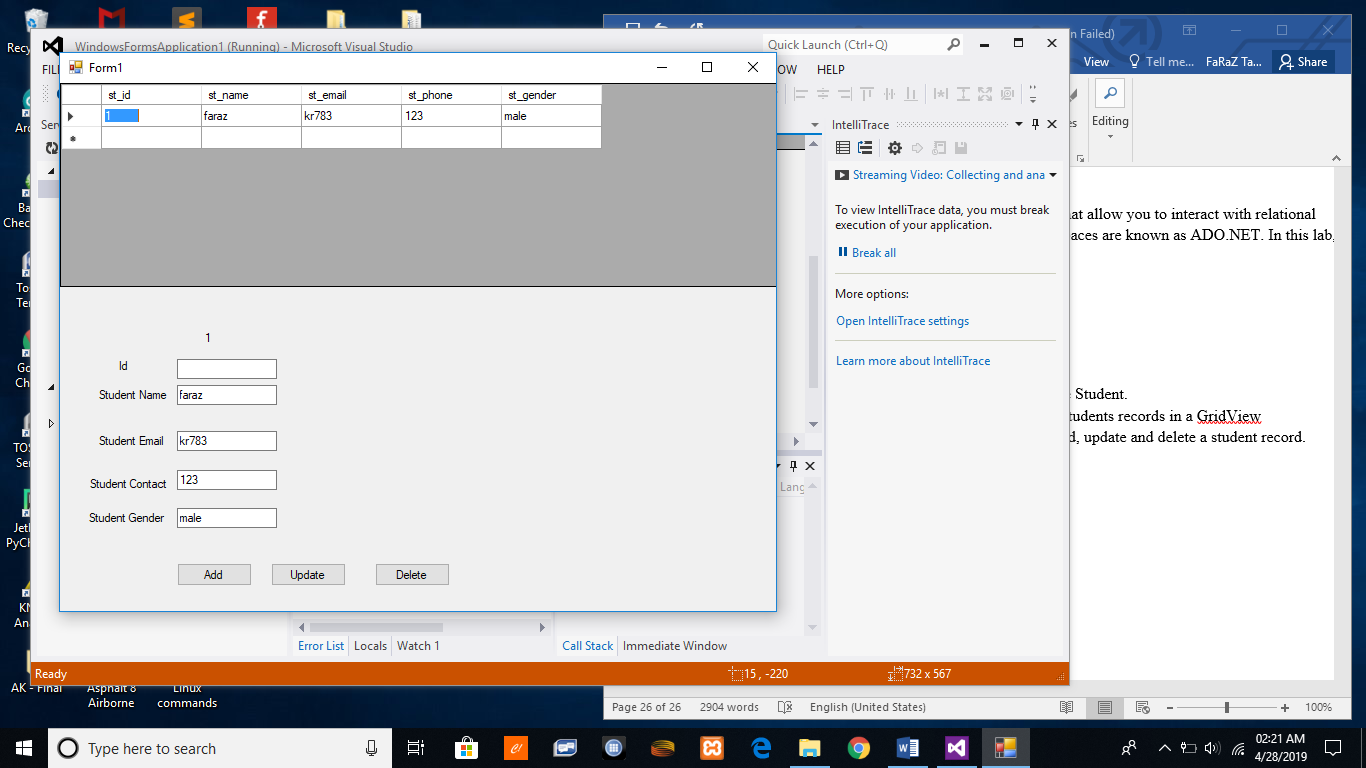 WindowsFormsApplication1 (Running) - Microsoft Visual Studio
Quick Launch (Ctrl+Q)
HELP
Form1
st_id st_name st_email st_phone st_gender
1 faraz kr783 123 male
1
Id
Student Name faraz
Student Email kr783
Student Contact 123
Student Gender male
Add Update Delete
IntelliTrace
Streaming Video: Collecting and ana
To view IntelliTrace data, you must break
execution of your application.
Break all
More options:
Open IntelliTrace settings
Learn more about IntelliTrace
Error List Locals Watch 1
Call Stack Immediate Window
Lang
Ready 15 , -220 732 x 567
Failed)
View Tell me... FaRaZ Ta... Share
Editing
allow you to interact with relational
are known as ADO.NET. In this lab,
Student.
records in a GridView
update and delete a student record.
Page 26 of 26 2904 words English (United States) 100%
AK - Final
Asphalt 8
Airborne
Linux
commands
Type here to search
02:21 AM
4/28/2019